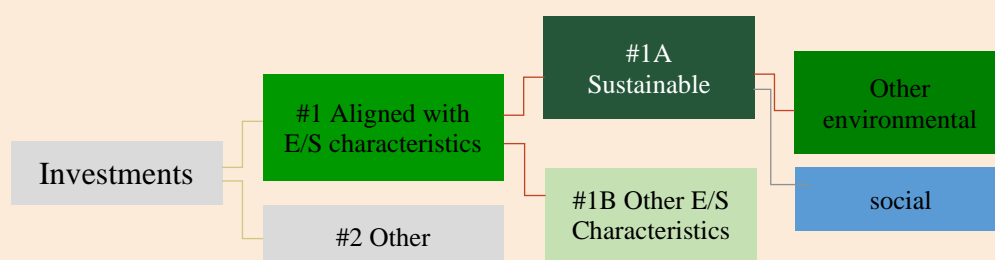 Investments
#1 Aligned with
E/S characteristics
#2 Other
#1A
Sustainable
#1B Other E/S
Characteristics
Other
environmental
social